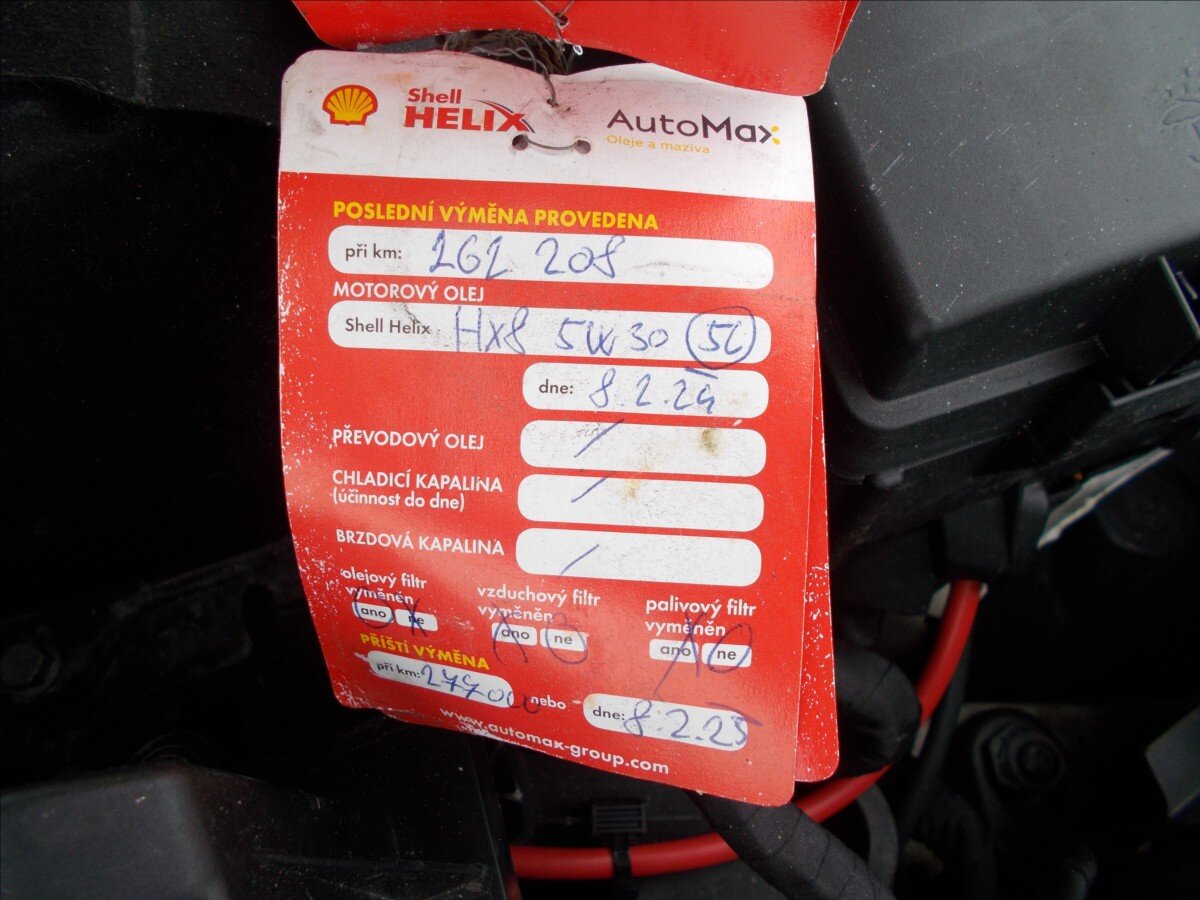 Shell
HELIX
AutoMax
Oleje a maziva
POSLEDNÍ VÝMĚNA PROVEDENA
při km: 262 208
MOTOROVÝ OLEJ
Shell Helix HX8 5W30 5L
dne: 8.2.24
PŘEVODOVÝ OLEJ /
CHLADICÍ KAPALINA /
(účinnost do dne)
BRZDOVÁ KAPALINA /
olejový filtr vzduchový filtr palivový filtr
vyměněn vyměněn vyměněn
ano ne ano ne ano ne
PŘÍŠTÍ VÝMĚNA
při km: 277000 nebo dne: 8.2.25
www.automax-group.com